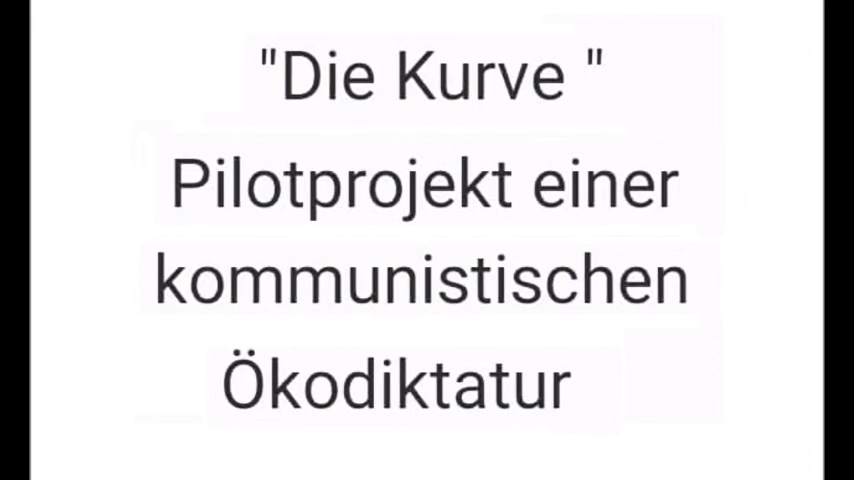 "Die Kurve "
Pilotprojekt einer
kommunistischen
Ökodiktatur